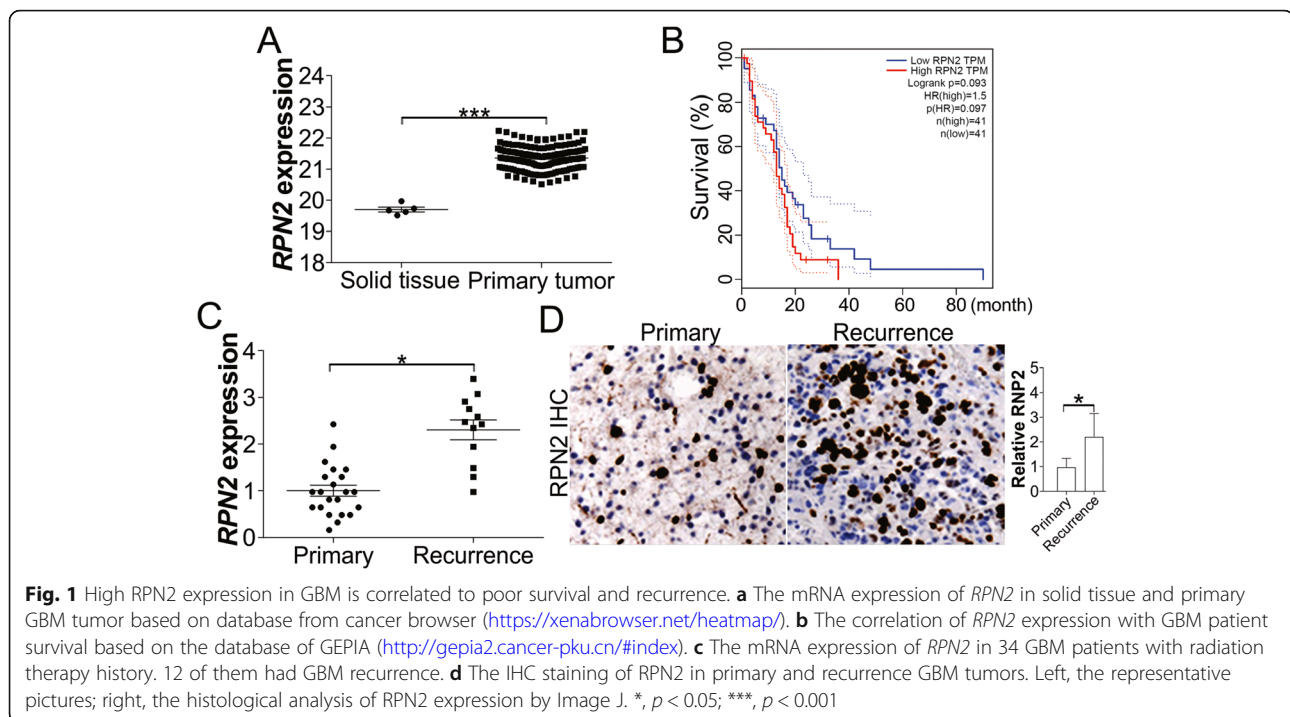 A
RPN2 expression
24
23
22
21
20
19
18
***
Solid tissue
Primary tumor
B
Survival (%)
100
80
60
40
20
0
Low RPN2 TPM
High RPN2 TPM
Logrank p=0.093
HR(high)=1.5
p(HR)=0.097
n(high)=41
n(low)=41
0 20 40 60 80 (month)
C
RPN2 expression
4
3
2
1
0
*
Primary
Recurrence
D
Primary
Recurrence
RPN2 IHC
Relative RNP2
5
4
3
2
1
0
*
Primary
Recurrence
Fig. 1 High RPN2 expression in GBM is correlated to poor survival and recurrence. a The mRNA expression of RPN2 in solid tissue and primary
GBM tumor based on database from cancer browser (https://xenabrowser.net/heatmap/). b The correlation of RPN2 expression with GBM patient
survival based on the database of GEPIA (http://gepia2.cancer-pku.cn/#index). c The mRNA expression of RPN2 in 34 GBM patients with radiation
therapy history. 12 of them had GBM recurrence. d The IHC staining of RPN2 in primary and recurrence GBM tumors. Left, the representative
pictures; right, the histological analysis of RPN2 expression by Image J. *, p < 0.05; ***, p < 0.001